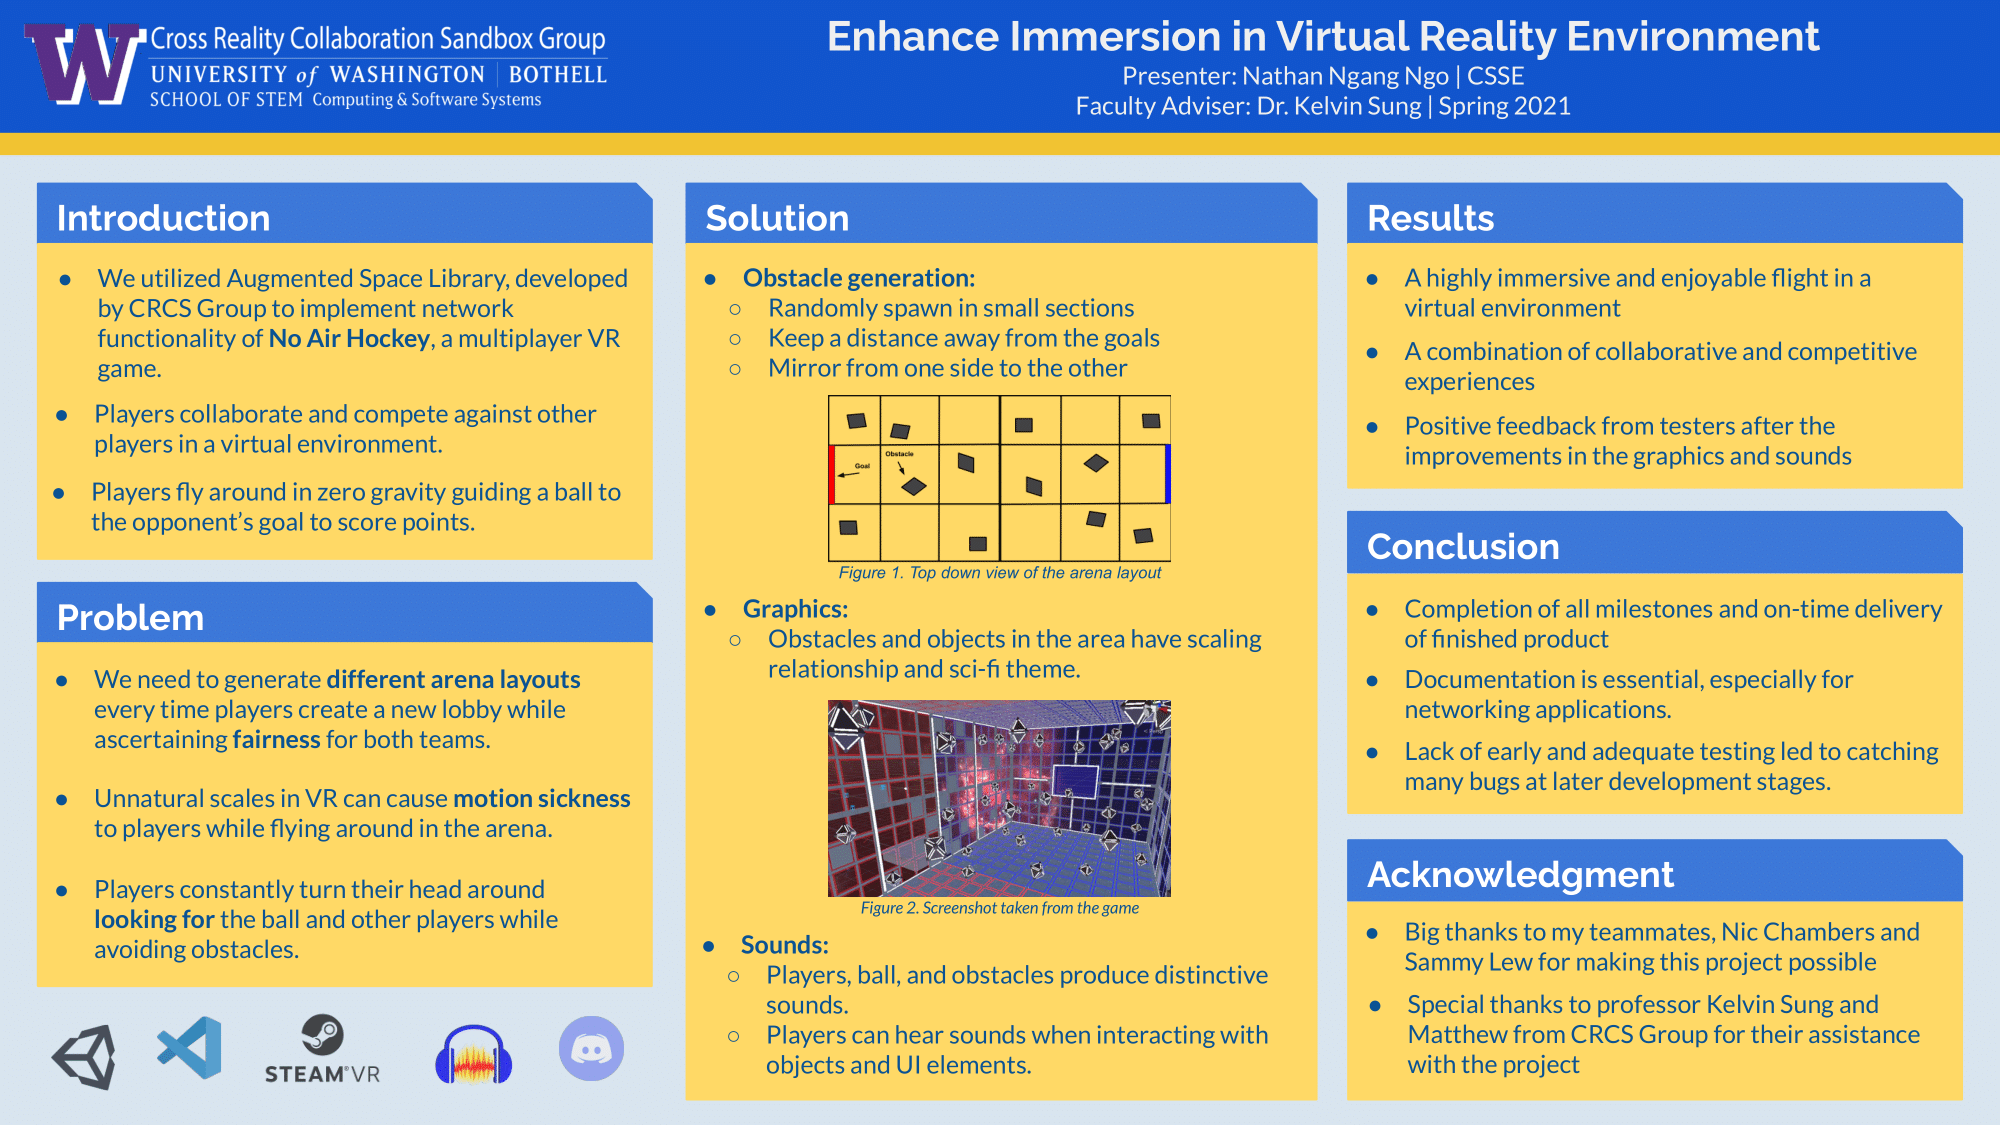 Cross Reality Collaboration Sandbox Group
UNIVERSITY of WASHINGTON | BOTHELL
SCHOOL OF STEM Computing & Software Systems
Enhance Immersion in Virtual Reality Environment
Presenter: Nathan Ngang Ngo | CSSE
Faculty Adviser: Dr. Kelvin Sung | Spring 2021
Introduction
● We utilized Augmented Space Library, developed
by CRCS Group to implement network
functionality of No Air Hockey, a multiplayer VR
game.
● Players collaborate and compete against other
players in a virtual environment.
● Players fly around in zero gravity guiding a ball to
the opponent’s goal to score points.
Problem
● We need to generate different arena layouts
every time players create a new lobby while
ascertaining fairness for both teams.
● Unnatural scales in VR can cause motion sickness
to players while flying around in the arena.
● Players constantly turn their head around
looking for the ball and other players while
avoiding obstacles.
STEAM®VR
Solution
● Obstacle generation:
○ Randomly spawn in small sections
○ Keep a distance away from the goals
○ Mirror from one side to the other
Obstacle
Goal
Figure 1. Top down view of the arena layout
● Graphics:
○ Obstacles and objects in the area have scaling
relationship and sci-fi theme.
Figure 2. Screenshot taken from the game
● Sounds:
○ Players, ball, and obstacles produce distinctive
sounds.
○ Players can hear sounds when interacting with
objects and UI elements.
Results
● A highly immersive and enjoyable flight in a
virtual environment
● A combination of collaborative and competitive
experiences
● Positive feedback from testers after the
improvements in the graphics and sounds
Conclusion
● Completion of all milestones and on-time delivery
of finished product
● Documentation is essential, especially for
networking applications.
● Lack of early and adequate testing led to catching
many bugs at later development stages.
Acknowledgment
● Big thanks to my teammates, Nic Chambers and
Sammy Lew for making this project possible
● Special thanks to professor Kelvin Sung and
Matthew from CRCS Group for their assistance
with the project